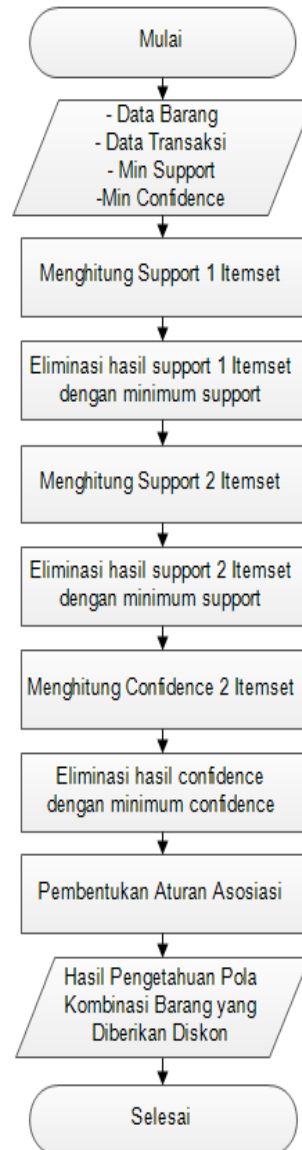 Mulai
- Data Barang
- Data Transaksi
- Min Support
-Min Confidence
Menghitung Support 1 Itemset
Eliminasi hasil support 1 Itemset
dengan minimum support
Menghitung Support 2 Itemset
Eliminasi hasil support 2 Itemset
dengan minimum support
Menghitung Confidence 2 Itemset
Eliminasi hasil confidence
dengan minimum confidence
Pembentukan Aturan Asosiasi
Hasil Pengetahuan Pola
Kombinasi Barang yang
Diberikan Diskon
Selesai